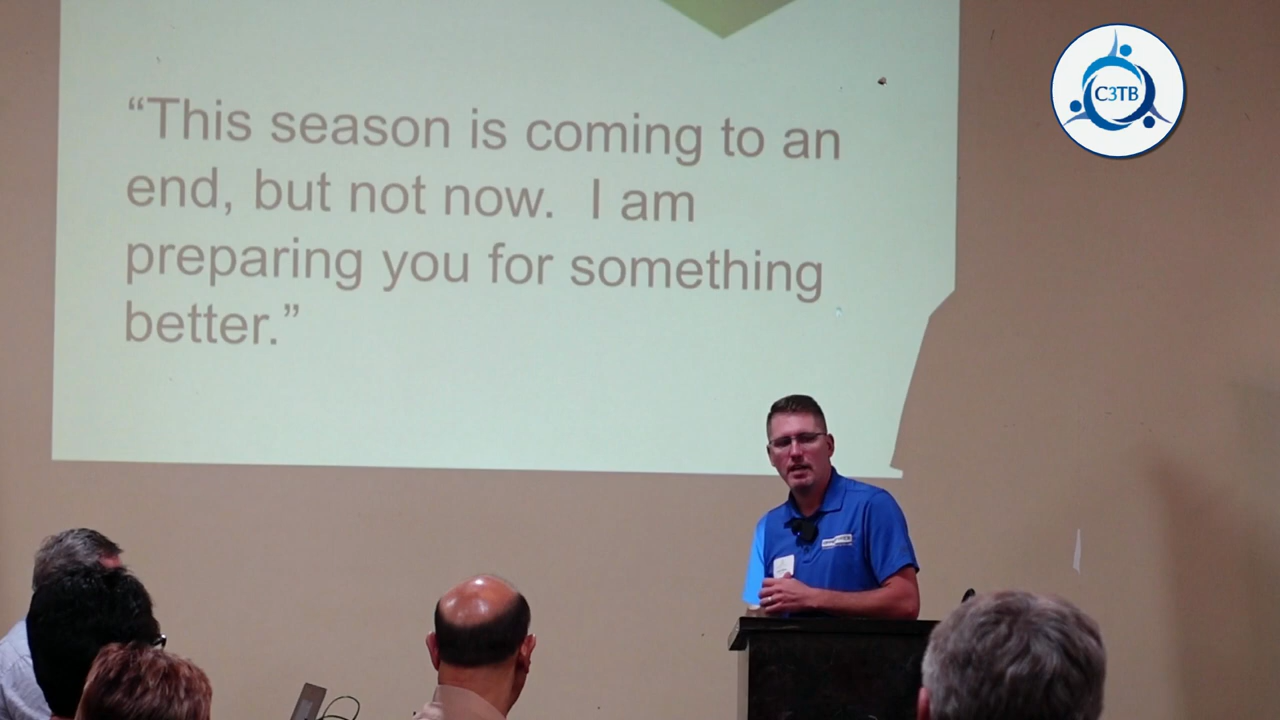 “This season is coming to an
end, but not now.  I am
preparing you for something
better.”
C3TB